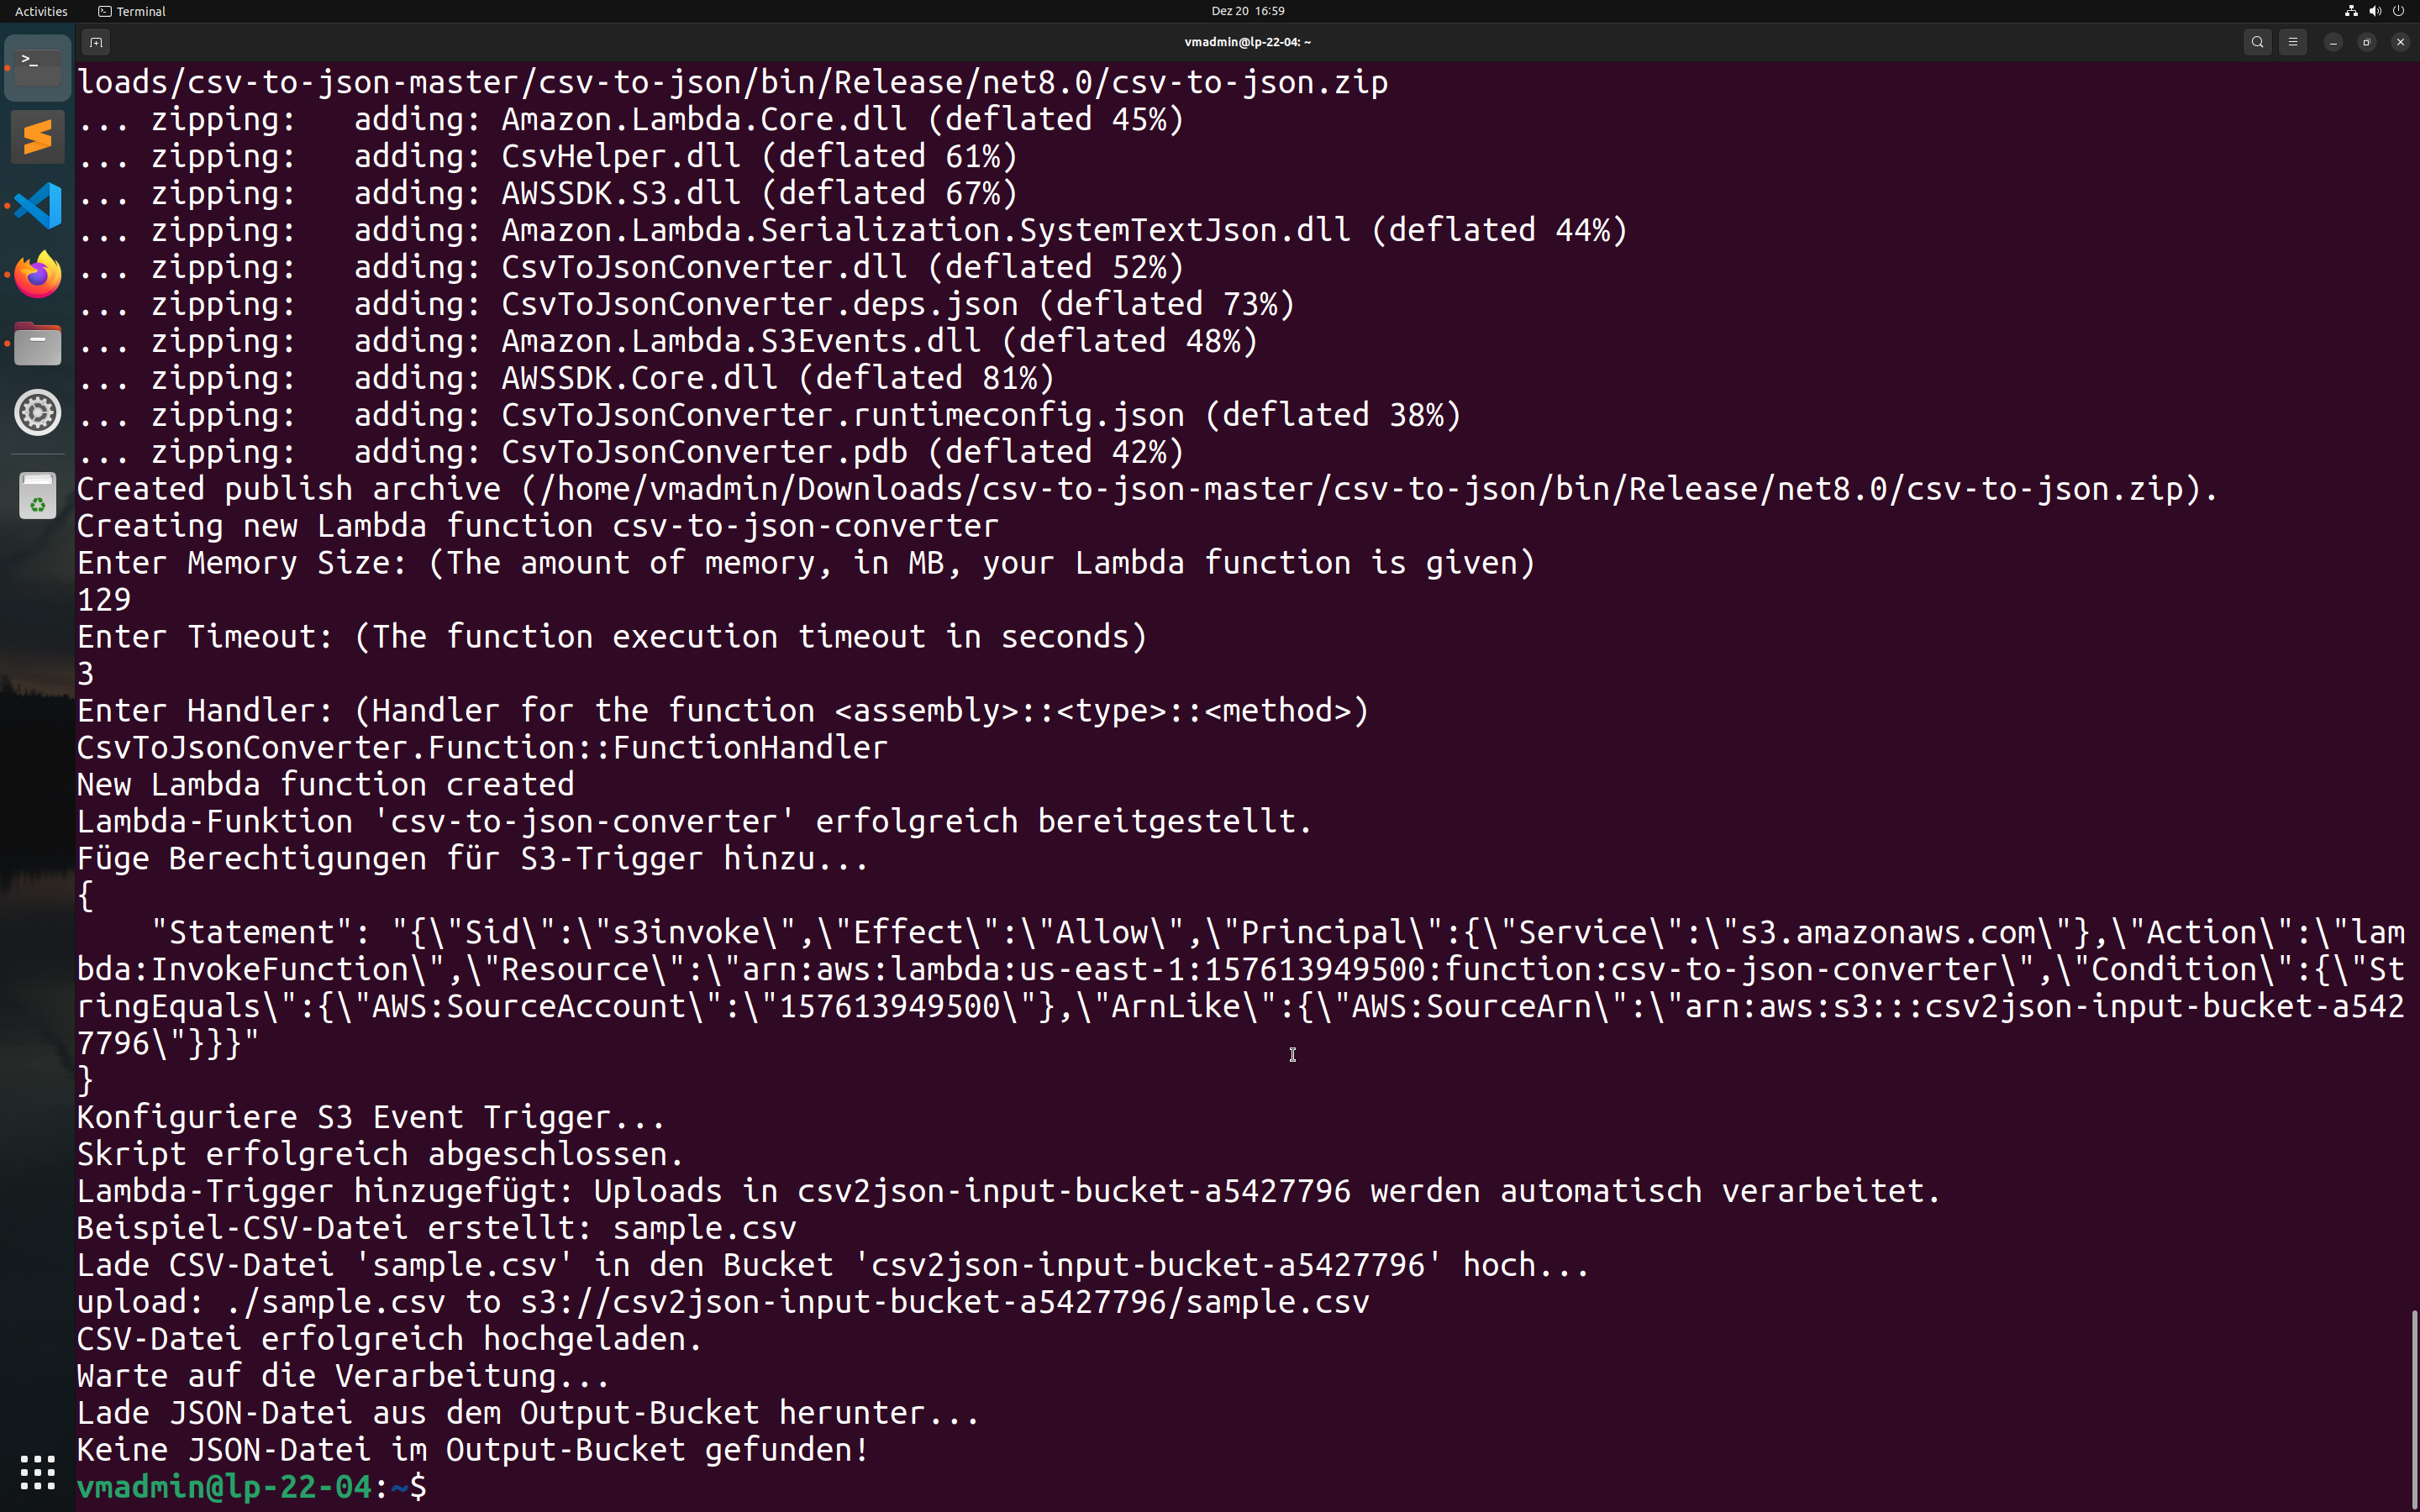 Activities
Terminal
Dez 20 16:59
vmadmin@lp-22-04: ~
loads/csv-to-json-master/csv-to-json/bin/Release/net8.0/csv-to-json.zip
... zipping:   adding: Amazon.Lambda.Core.dll (deflated 45%)
... zipping:   adding: CsvHelper.dll (deflated 61%)
... zipping:   adding: AWSSDK.S3.dll (deflated 67%)
... zipping:   adding: Amazon.Lambda.Serialization.SystemTextJson.dll (deflated 44%)
... zipping:   adding: CsvToJsonConverter.dll (deflated 52%)
... zipping:   adding: CsvToJsonConverter.deps.json (deflated 73%)
... zipping:   adding: Amazon.Lambda.S3Events.dll (deflated 48%)
... zipping:   adding: AWSSDK.Core.dll (deflated 81%)
... zipping:   adding: CsvToJsonConverter.runtimeconfig.json (deflated 38%)
... zipping:   adding: CsvToJsonConverter.pdb (deflated 42%)
Created publish archive (/home/vmadmin/Downloads/csv-to-json-master/csv-to-json/bin/Release/net8.0/csv-to-json.zip).
Creating new Lambda function csv-to-json-converter
Enter Memory Size: (The amount of memory, in MB, your Lambda function is given)
129
Enter Timeout: (The function execution timeout in seconds)
3
Enter Handler: (Handler for the function <assembly>::<type>::<method>)
CsvToJsonConverter.Function::FunctionHandler
New Lambda function created
Lambda-Funktion 'csv-to-json-converter' erfolgreich bereitgestellt.
Füge Berechtigungen für S3-Trigger hinzu...
{
    "Statement": "{\"Sid\":\"s3invoke\",\"Effect\":\"Allow\",\"Principal\":{\"Service\":\"s3.amazonaws.com\"},\"Action\":\"lam
bda:InvokeFunction\",\"Resource\":\"arn:aws:lambda:us-east-1:157613949500:function:csv-to-json-converter\",\"Condition\":{\"St
ringEquals\":{\"AWS:SourceAccount\":\"157613949500\"},\"ArnLike\":{\"AWS:SourceArn\":\"arn:aws:s3:::csv2json-input-bucket-a542
7796\"}}}"
}
Konfiguriere S3 Event Trigger...
Skript erfolgreich abgeschlossen.
Lambda-Trigger hinzugefügt: Uploads in csv2json-input-bucket-a5427796 werden automatisch verarbeitet.
Beispiel-CSV-Datei erstellt: sample.csv
Lade CSV-Datei 'sample.csv' in den Bucket 'csv2json-input-bucket-a5427796' hoch...
upload: ./sample.csv to s3://csv2json-input-bucket-a5427796/sample.csv
CSV-Datei erfolgreich hochgeladen.
Warte auf die Verarbeitung...
Lade JSON-Datei aus dem Output-Bucket herunter...
Keine JSON-Datei im Output-Bucket gefunden!
vmadmin@lp-22-04:~$